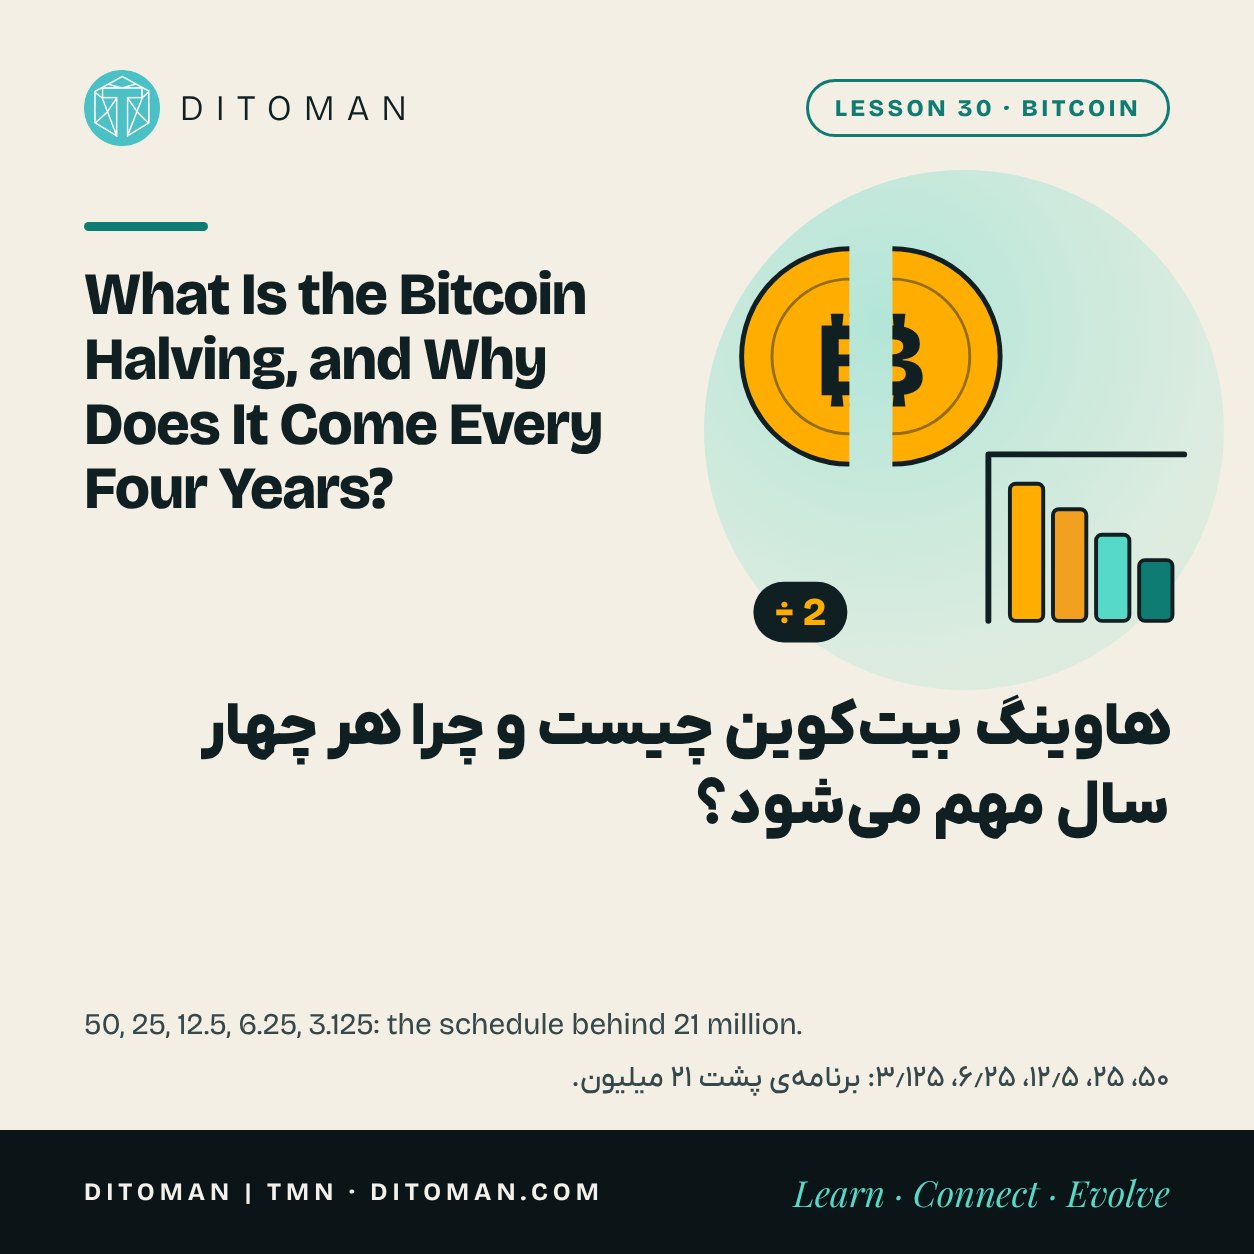 DITOMAN
LESSON 30 · BITCOIN
What Is the Bitcoin
Halving, and Why
Does It Come Every
Four Years?
÷ 2
هاوینگ بیت‌کوین چیست و چرا هر چهار
سال مهم می‌شود؟
50, 25, 12.5, 6.25, 3.125: the schedule behind 21 million.
۵۰، ۲۵، ۱۲٫۵، ۶٫۲۵، ۳٫۱۲۵: برنامه‌ی پشت ۲۱ میلیون.
DITOMAN | TMN · DITOMAN.COM
Learn · Connect · Evolve